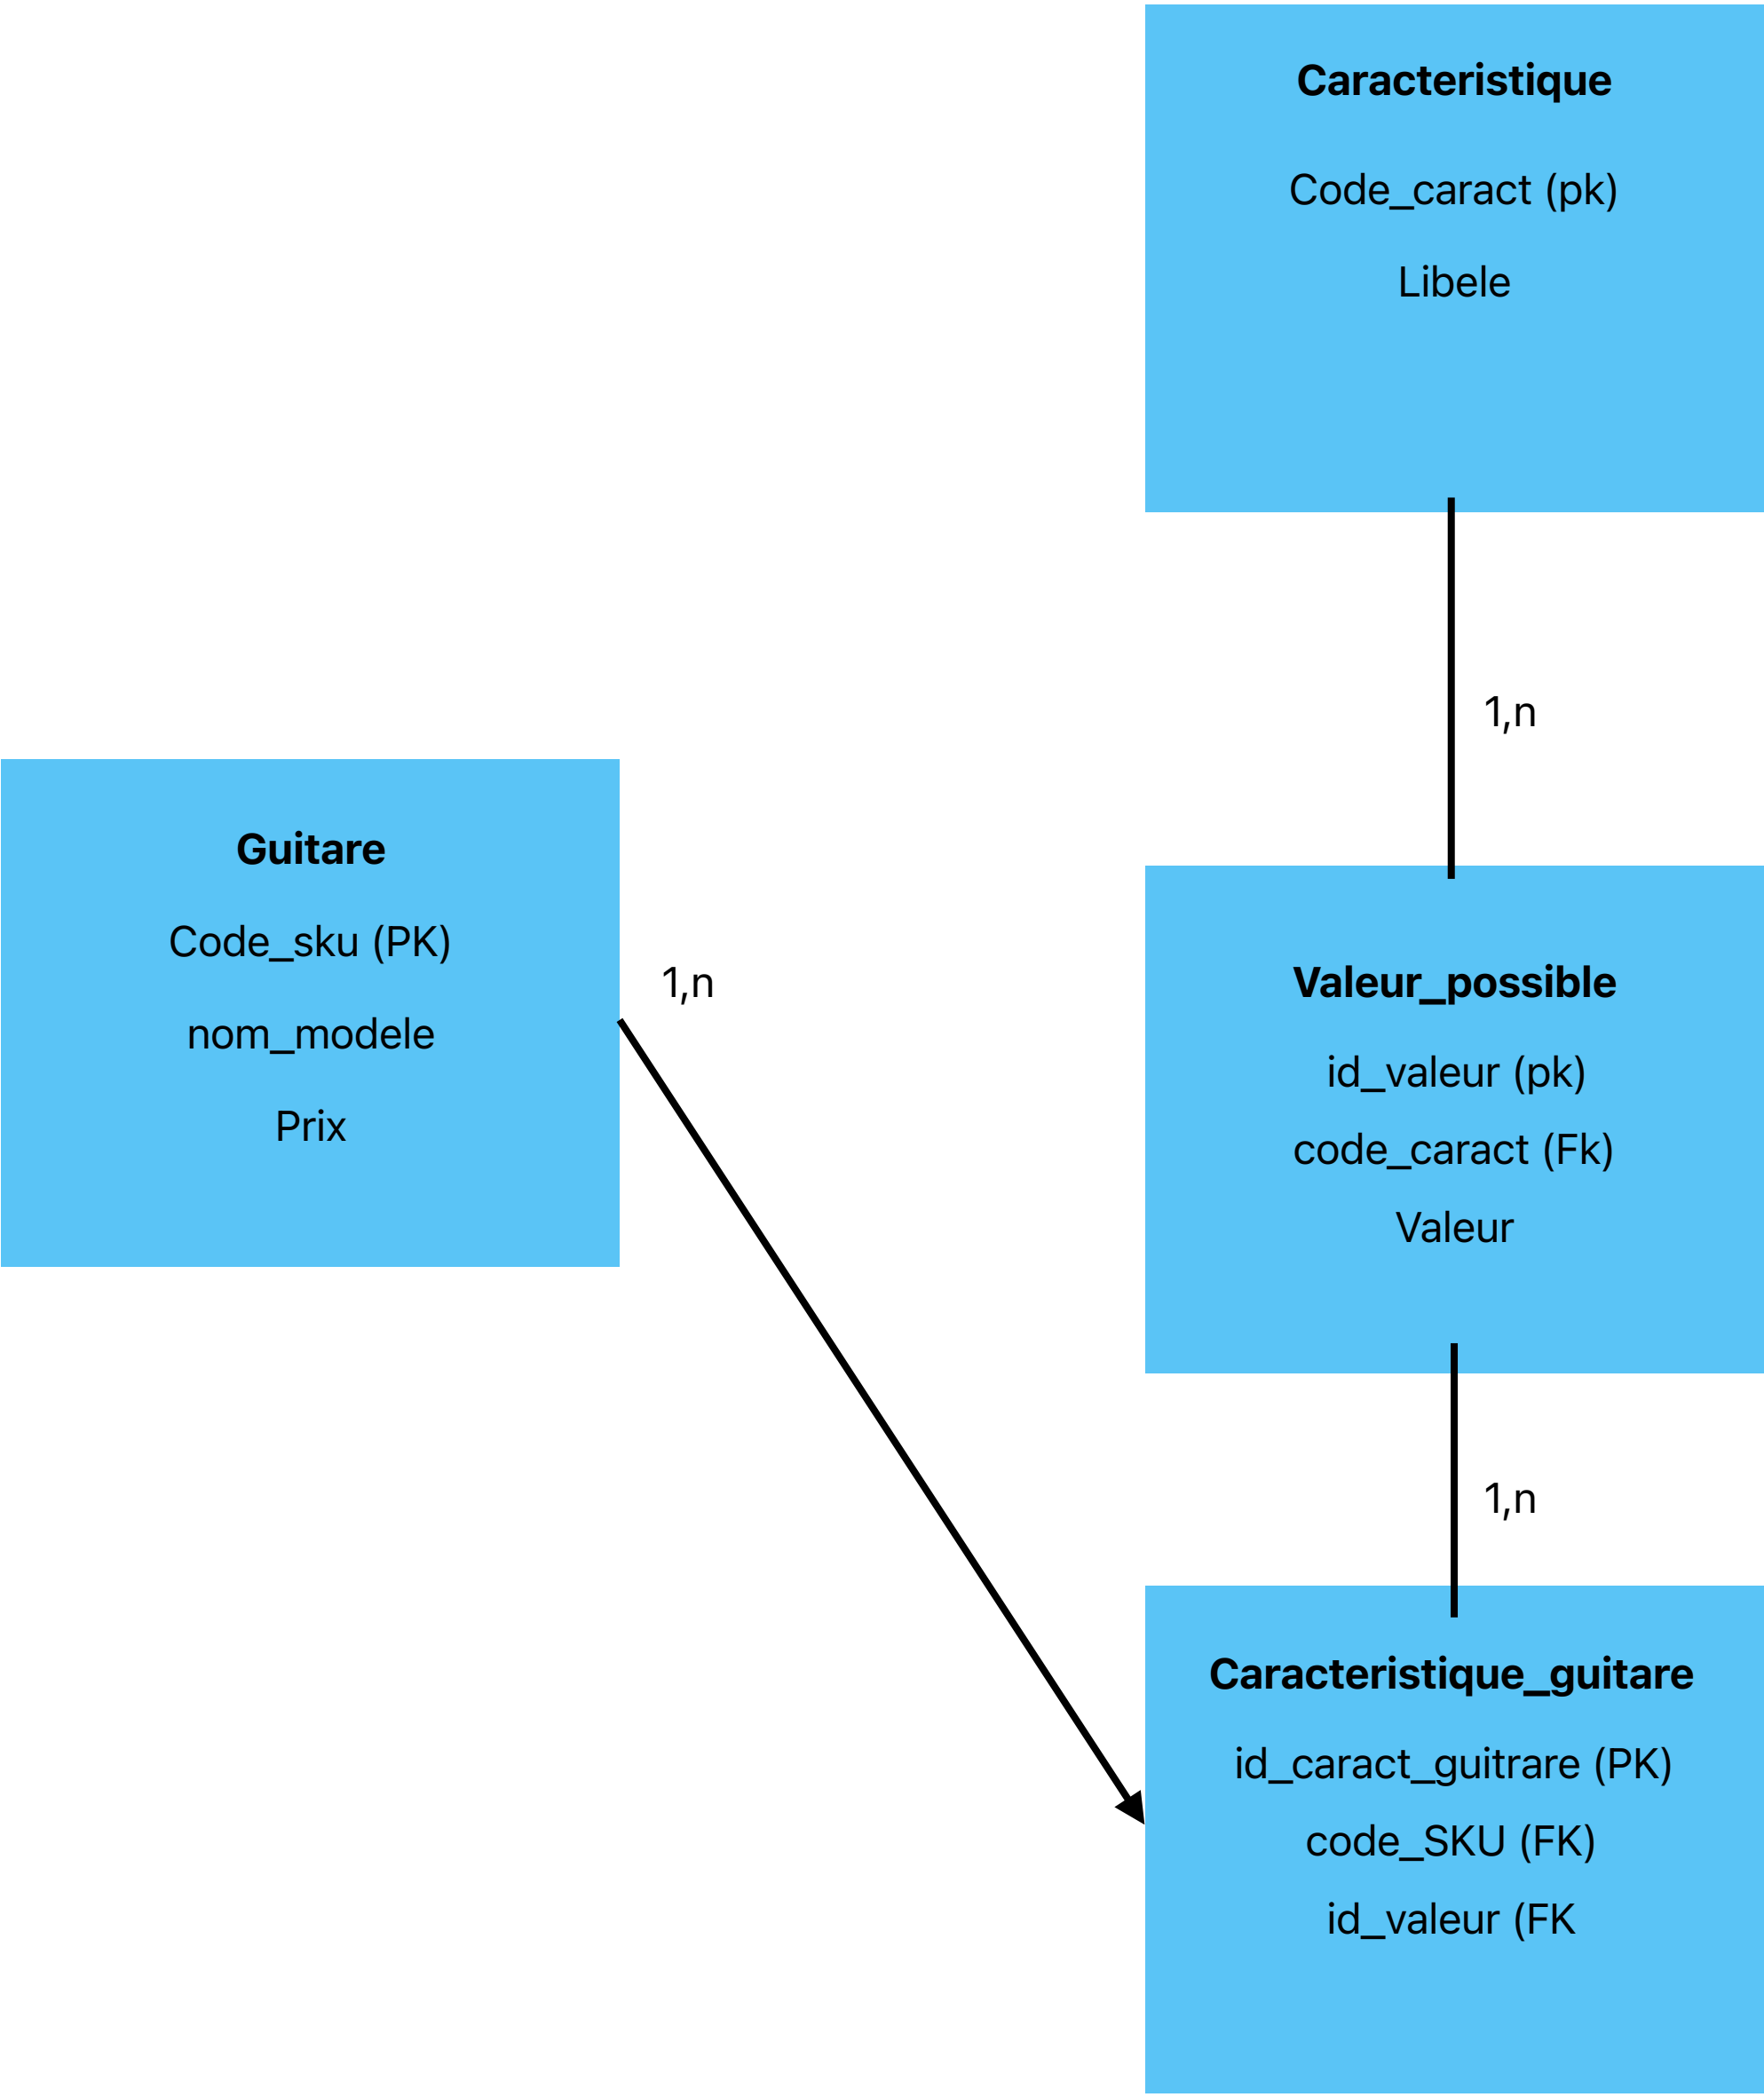 Caracteristique
Code_caract (pk)
Libele
1,n
Guitare
Code_sku (PK)
nom_modele
Prix
1,n
Valeur_possible
id_valeur (pk)
code_caract (Fk)
Valeur
1,n
Caracteristique_guitare
id_caract_guitrare (PK)
code_SKU (FK)
id_valeur (FK